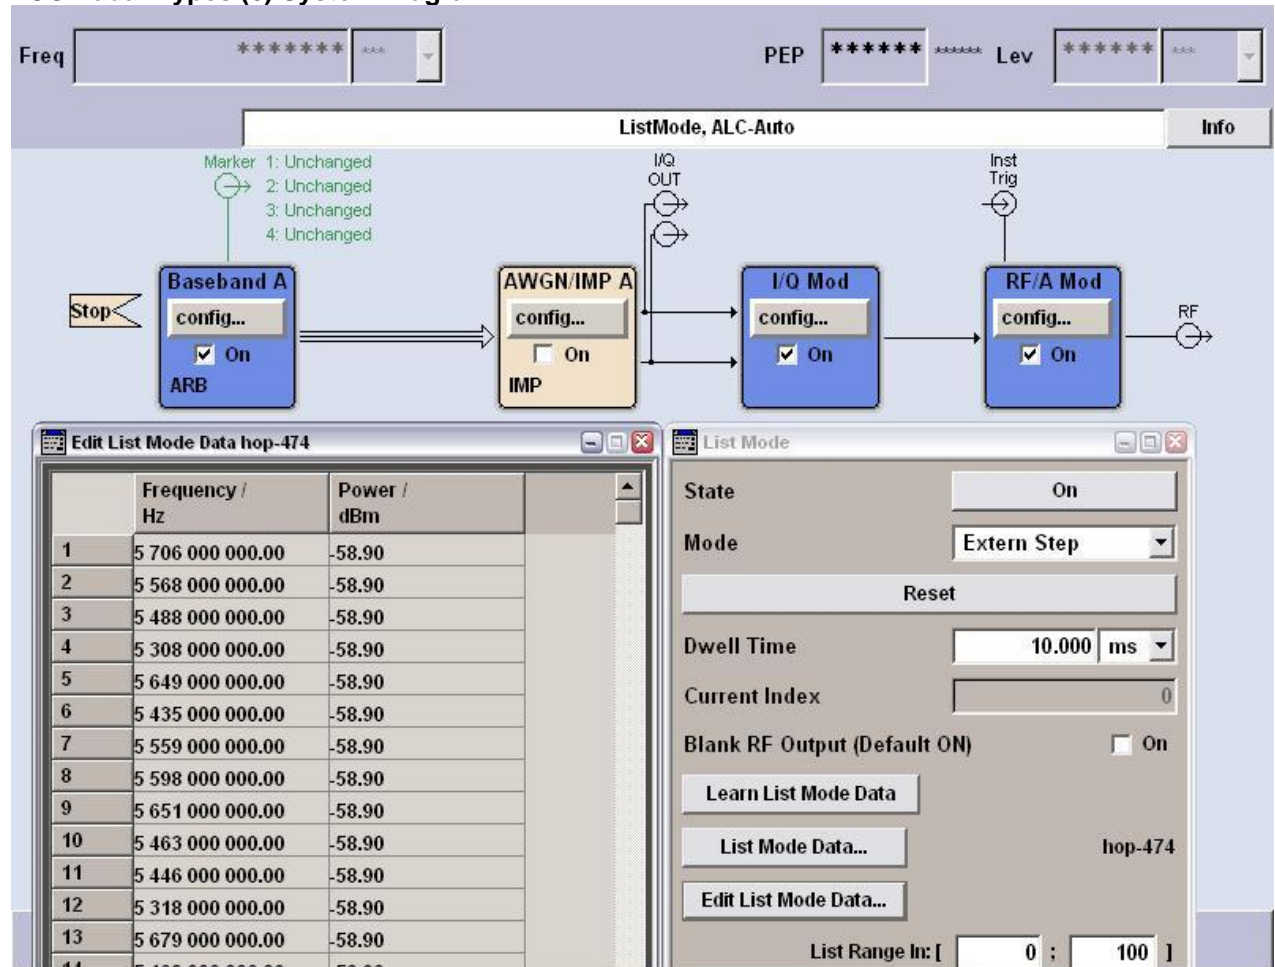 Freq ******* *** PEP ****** ****** Lev ****** ***
ListMode, ALC-Auto Info
Marker 1: Unchanged
2: Unchanged
3: Unchanged
4: Unchanged
I/Q
OUT
Inst
Trig
Stop
Baseband A
config...
On
ARB
AWGN/IMP A
config...
On
IMP
I/Q Mod
config...
On
RF/A Mod
config...
On
RF
Edit List Mode Data hop-474
Frequency / Power /
Hz dBm
1 5 706 000 000.00 -58.90
2 5 568 000 000.00 -58.90
3 5 488 000 000.00 -58.90
4 5 308 000 000.00 -58.90
5 5 649 000 000.00 -58.90
6 5 435 000 000.00 -58.90
7 5 559 000 000.00 -58.90
8 5 598 000 000.00 -58.90
9 5 651 000 000.00 -58.90
10 5 463 000 000.00 -58.90
11 5 446 000 000.00 -58.90
12 5 318 000 000.00 -58.90
13 5 679 000 000.00 -58.90
List Mode
State On
Mode Extern Step
Reset
Dwell Time 10.000 ms
Current Index 0
Blank RF Output (Default ON) On
Learn List Mode Data
List Mode Data... hop-474
Edit List Mode Data...
List Range In: [ 0 ; 100 ]